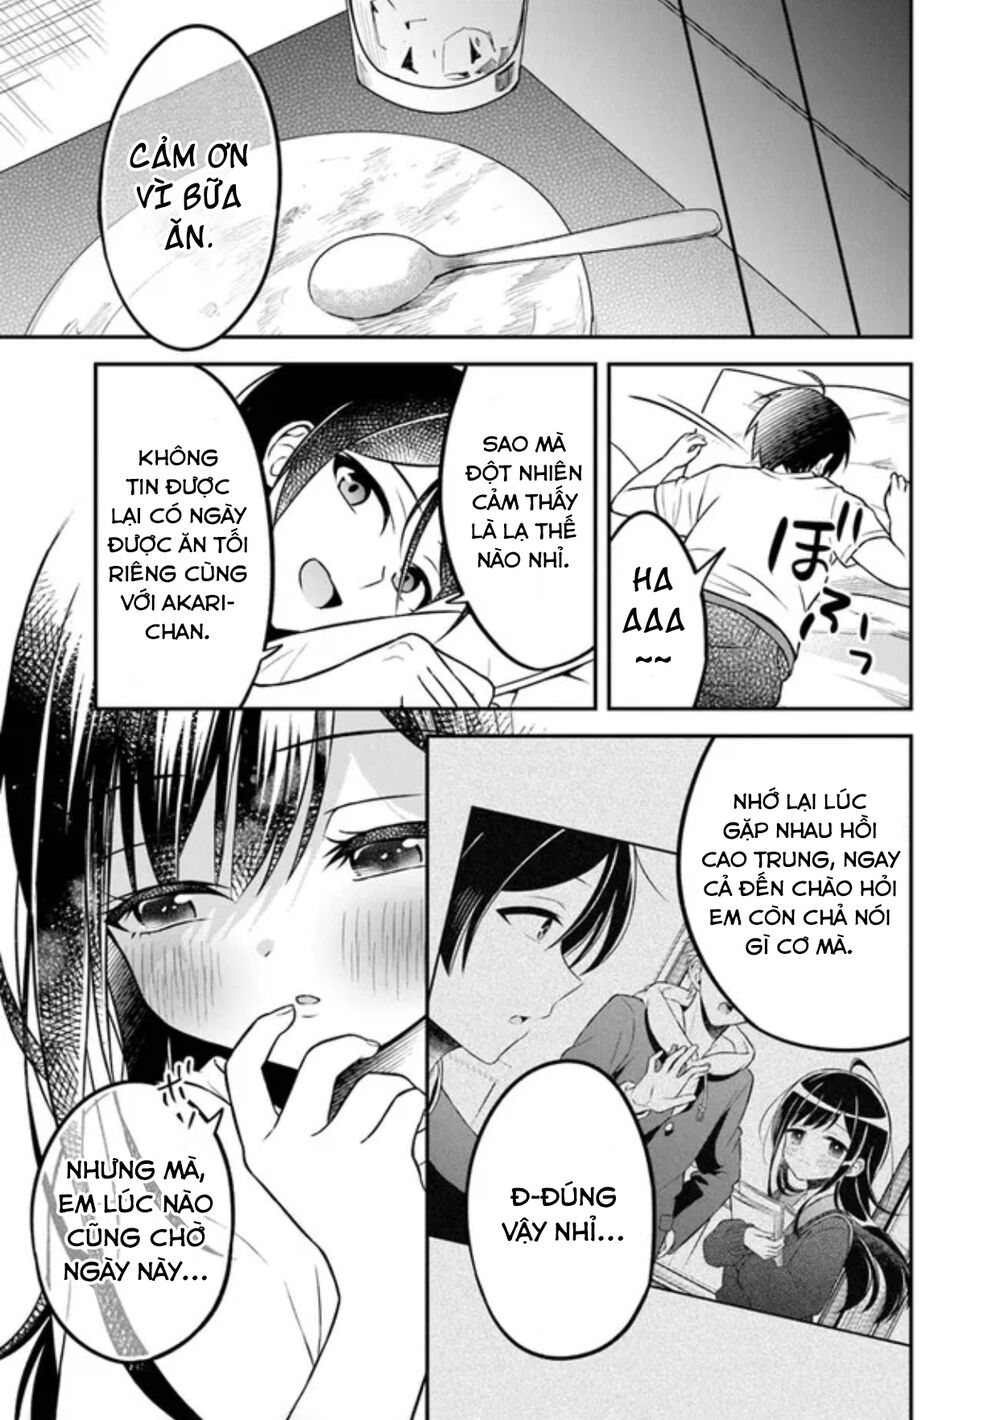 CẢM ƠN
VÌ BỮA
ĂN.
HA
AAA
~~
ぼふっ
SAO MÀ
ĐỘT NHIÊN
CẢM THẤY
LÀ LẠ THẾ
NÀO NHỈ.
KHÔNG
TIN ĐƯỢC
LẠI CÓ NGÀY
ĐƯỢC ĂN TỐI
RIÊNG CÙNG
VỚI AKARI-
CHAN.
NHỚ LẠI LÚC
GẶP NHAU HỒI
CAO TRUNG, NGAY
CẢ ĐẾN CHÀO HỎI
EM CÒN CHẢ NÓI
GÌ CƠ MÀ.
Đ-ĐÚNG
VẬY NHỈ...
NHƯNG MÀ,
EM LÚC NÀO
CŨNG CHỜ
NGÀY NÀY...